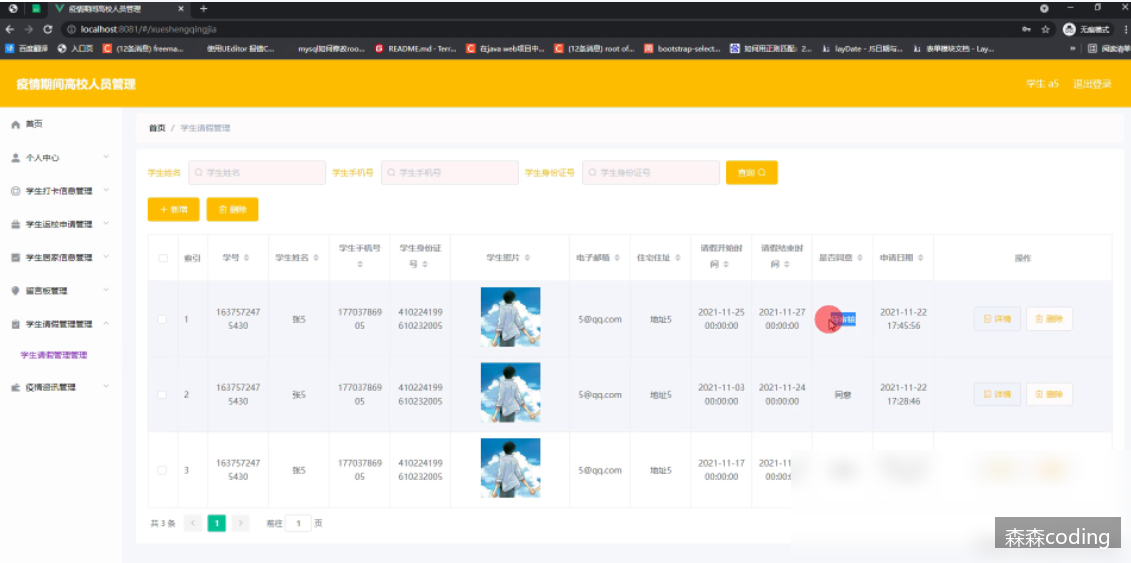 疫情期间高校人员管理
localhost:8081/#/xueshengqingjia
无痕模式
百度翻译
入口页
(12条消息) freema...
使用UEditor 报错C...
mysql如何修改roo...
README.md · Terr...
在java web项目中...
(12条消息) root of...
bootstrap-select...
如何用正则匹配：2...
layDate - JS日期与...
表单模块文档 - Lay...
»
阅读清单
疫情期间高校人员管理
学生 a5
退出登录
首页
个人中心
学生打卡信息管理
学生返校申请管理
学生居家信息管理
留言板管理
学生请假管理管理
学生请假管理管理
疫情资讯管理
首页 / 学生请假管理
学生姓名 学生姓名 学生手机号 学生手机号 学生身份证号 学生身份证号 查询
+ 新增 删除
索引 学号 学生姓名 学生手机号 学生身份证号 学生照片 电子邮箱 住宅住址 请假开始时间 请假结束时间 是否同意 申请日期 操作
1 1637572475430 张5 17703786905 410224199610232005 5@qq.com 地址5 2021-11-25 00:00:00 2021-11-27 00:00:00 2021-11-22 17:45:56 详情 删除
2 1637572475430 张5 17703786905 410224199610232005 5@qq.com 地址5 2021-11-03 00:00:00 2021-11-24 00:00:00 同意 2021-11-22 17:28:46 详情 删除
3 1637572475430 张5 17703786905 410224199610232005 5@qq.com 地址5 2021-11-17 00:00:00
共 3 条 < 1 > 前往 1 页
森森coding